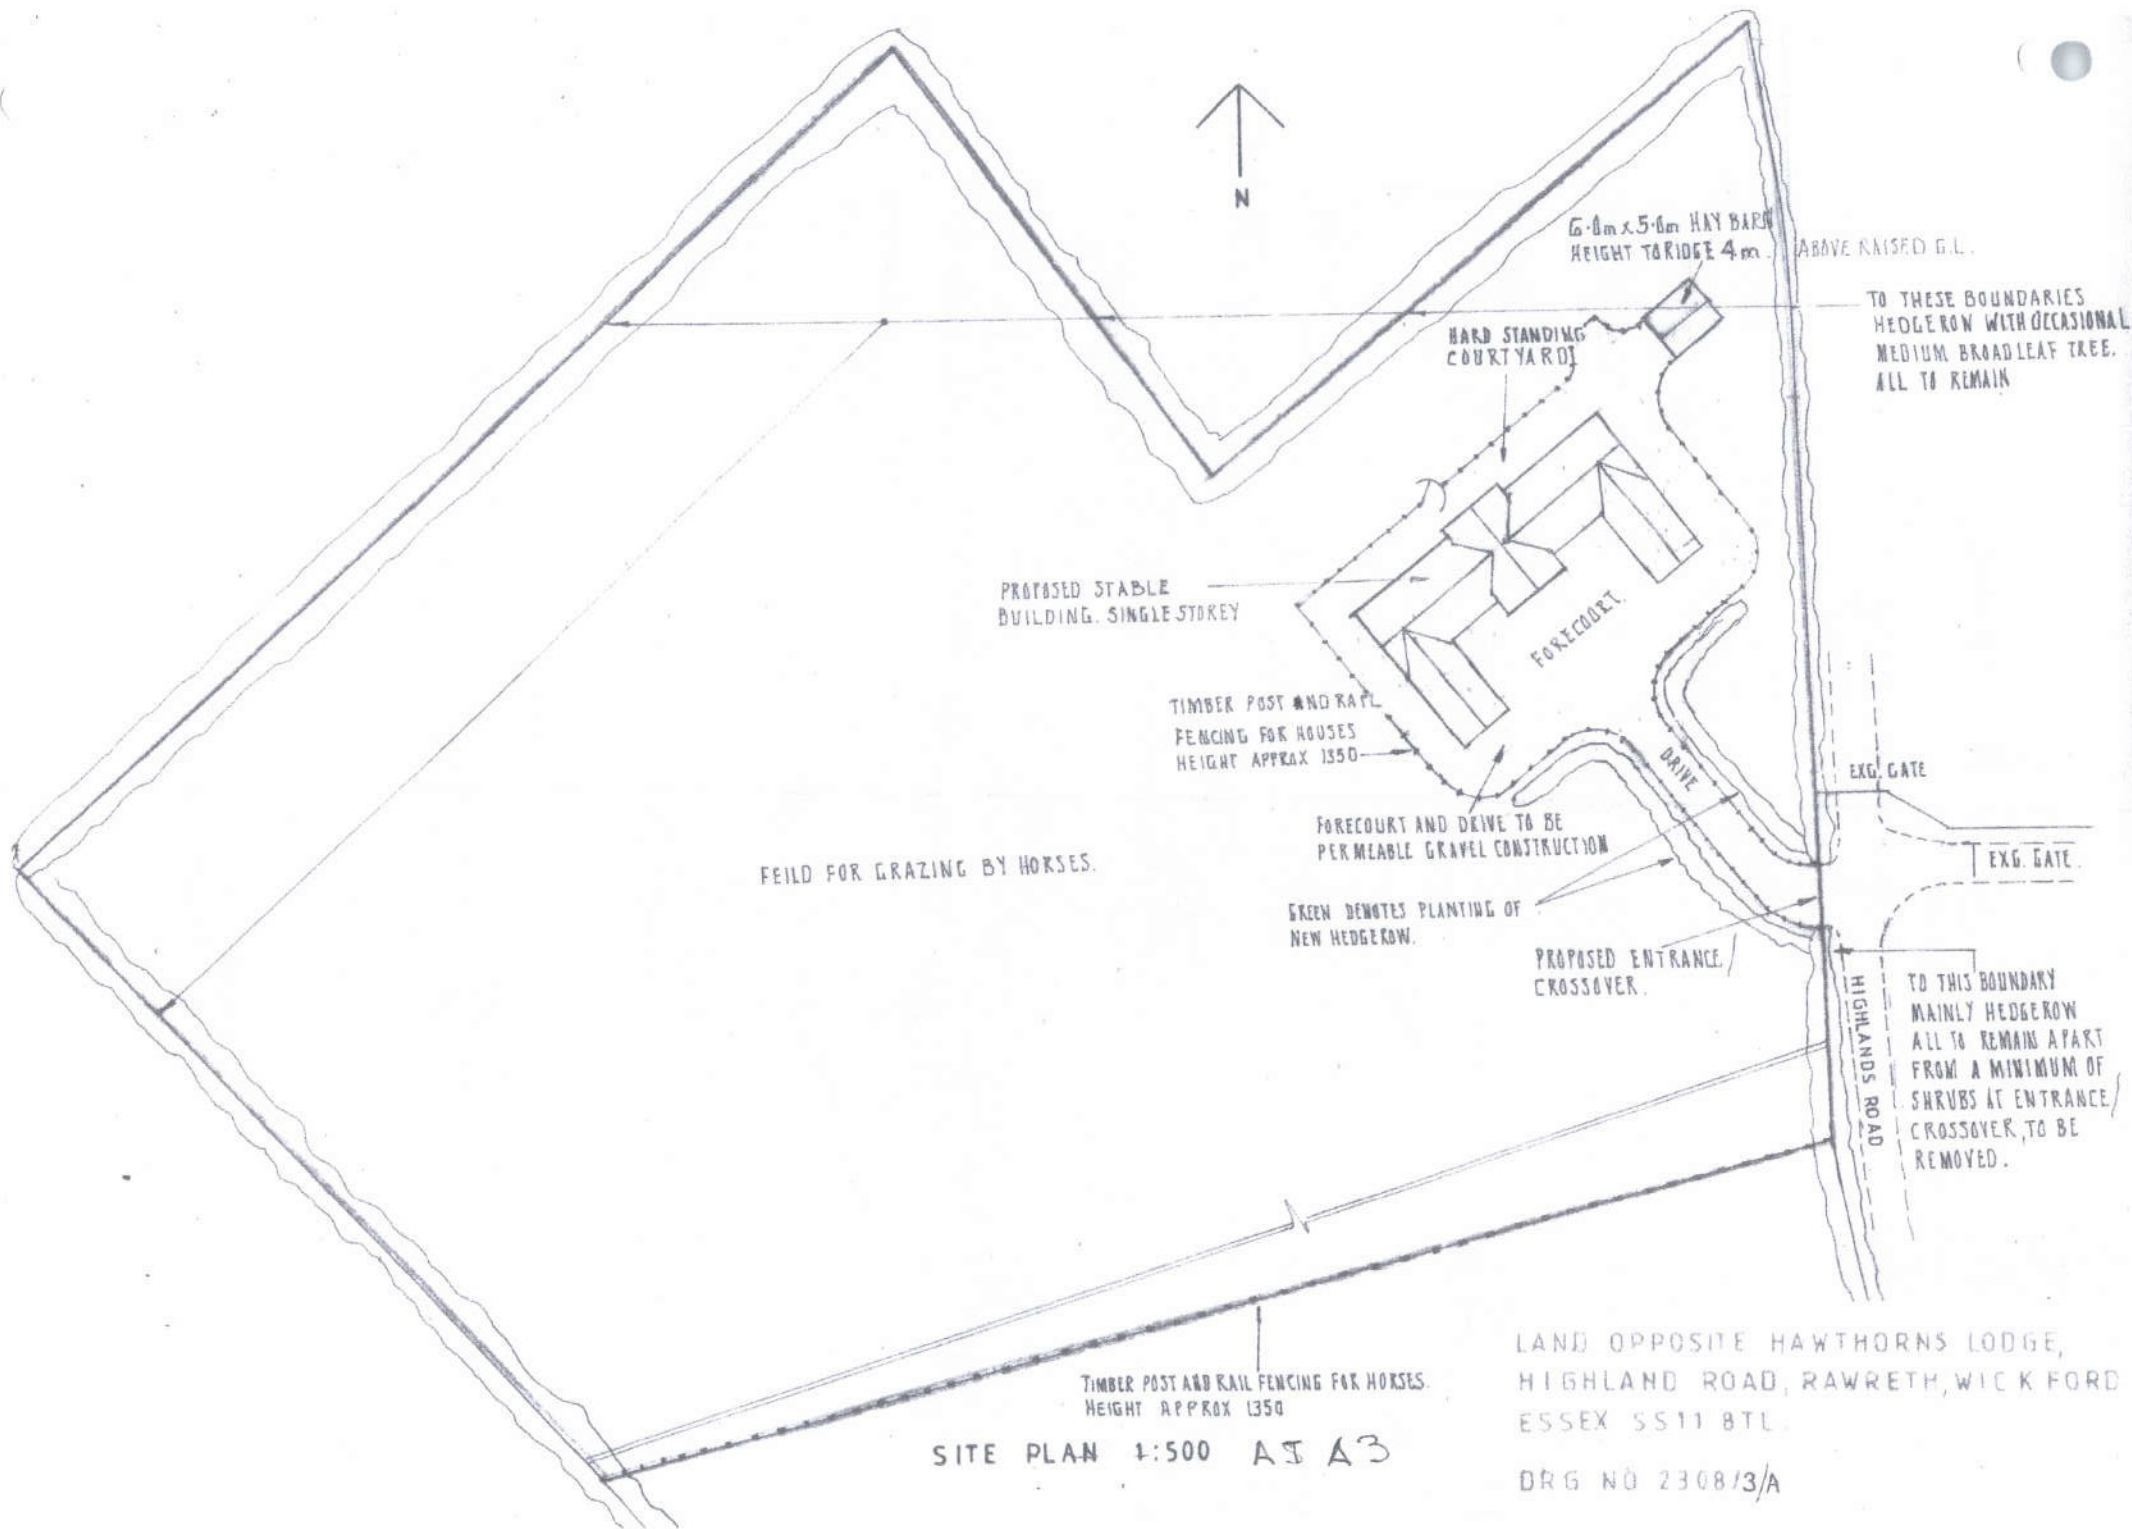 N
6.0m x 5.0m HAY BARN
HEIGHT TO RIDGE 4m. ABOVE RAISED G.L.
TO THESE BOUNDARIES
HEDGEROW WITH OCCASIONAL
MEDIUM BROADLEAF TREE.
ALL TO REMAIN
HARD STANDING
COURTYARD
PROPOSED STABLE
BUILDING. SINGLE STOREY
FORECOURT.
TIMBER POST AND RAIL
FENCING FOR HOUSES
HEIGHT APPROX 1350
DRIVE
EXG. GATE
EXG. GATE.
FORECOURT AND DRIVE TO BE
PERMEABLE GRAVEL CONSTRUCTION
FEILD FOR GRAZING BY HORSES.
GREEN DENOTES PLANTING OF
NEW HEDGEROW.
PROPOSED ENTRANCE/
CROSSOVER.
HIGHLANDS ROAD
TO THIS BOUNDARY
MAINLY HEDGEROW
ALL TO REMAIN APART
FROM A MINIMUM OF
SHRUBS AT ENTRANCE/
CROSSOVER, TO BE
REMOVED.
TIMBER POST AND RAIL FENCING FOR HORSES.
HEIGHT APPROX 1350
SITE PLAN 1:500 AT A3
LAND OPPOSITE HAWTHORNS LODGE,
HIGHLAND ROAD, RAWRETH, WICKFORD
ESSEX SS11 8TL
DRG NO 2308/3/A